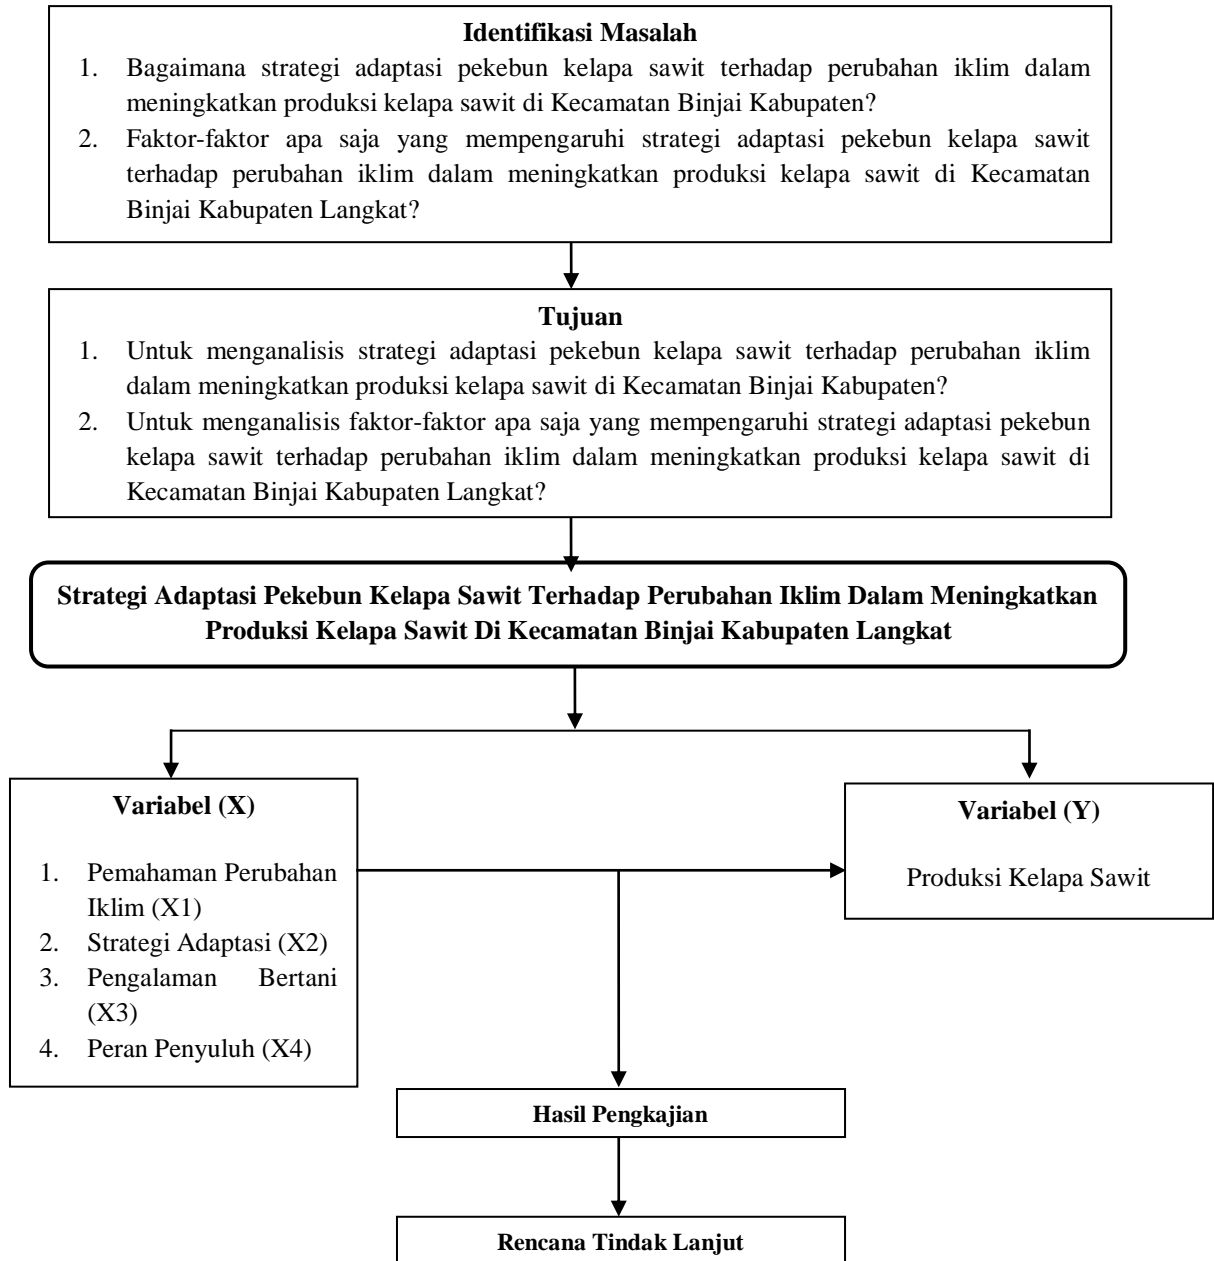 Identifikasi Masalah
1. Bagaimana strategi adaptasi pekebun kelapa sawit terhadap perubahan iklim dalam
meningkatkan produksi kelapa sawit di Kecamatan Binjai Kabupaten?
2. Faktor-faktor apa saja yang mempengaruhi strategi adaptasi pekebun kelapa sawit
terhadap perubahan iklim dalam meningkatkan produksi kelapa sawit di Kecamatan
Binjai Kabupaten Langkat?
Tujuan
1. Untuk menganalisis strategi adaptasi pekebun kelapa sawit terhadap perubahan iklim
dalam meningkatkan produksi kelapa sawit di Kecamatan Binjai Kabupaten?
2. Untuk menganalisis faktor-faktor apa saja yang mempengaruhi strategi adaptasi pekebun
kelapa sawit terhadap perubahan iklim dalam meningkatkan produksi kelapa sawit di
Kecamatan Binjai Kabupaten Langkat?
Strategi Adaptasi Pekebun Kelapa Sawit Terhadap Perubahan Iklim Dalam Meningkatkan
Produksi Kelapa Sawit Di Kecamatan Binjai Kabupaten Langkat
Variabel (X)
1. Pemahaman Perubahan
Iklim (X1)
2. Strategi Adaptasi (X2)
3. Pengalaman Bertani
(X3)
4. Peran Penyuluh (X4)
Variabel (Y)
Produksi Kelapa Sawit
Hasil Pengkajian
Rencana Tindak Lanjut